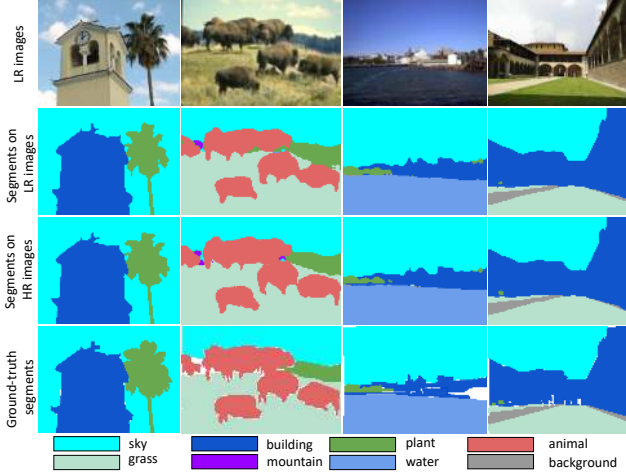 LR images
Segments on
LR images
Segments on
HR images
Ground-truth
segments
sky
building
plant
animal
grass
mountain
water
background